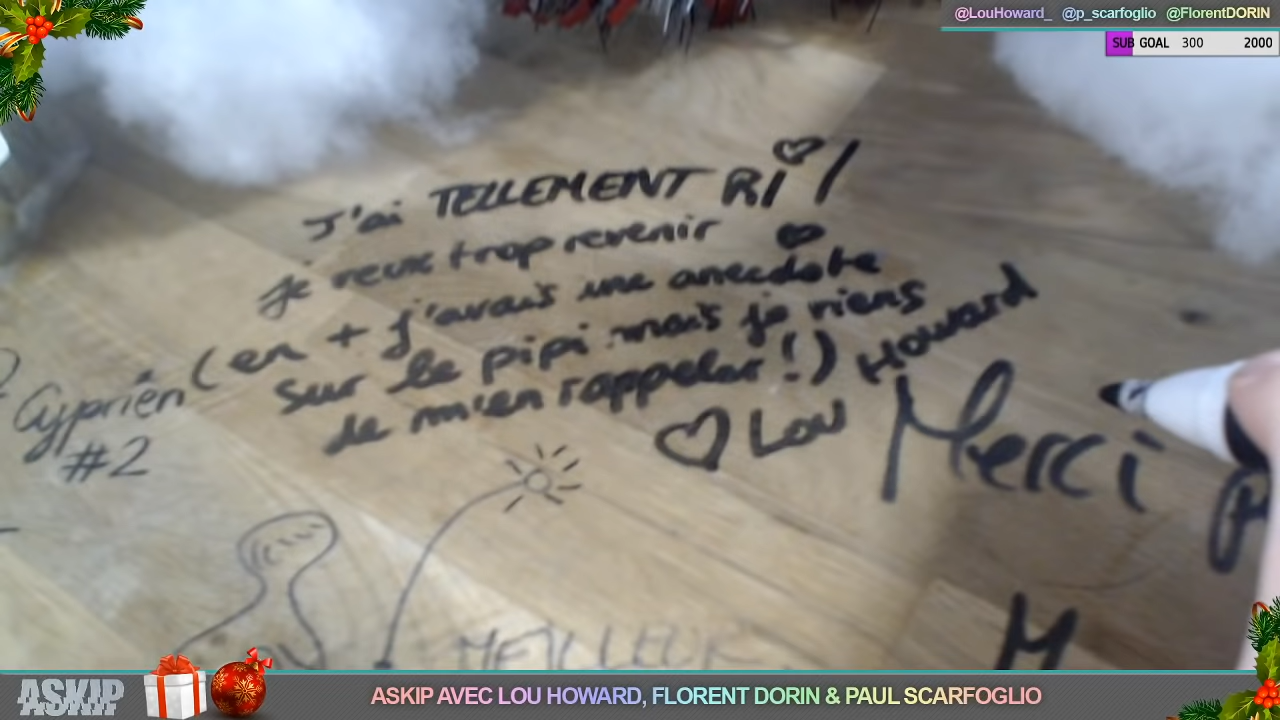 @LouHoward_ @p_scarfoglio @FlorentDORIN
SUB GOAL 300 2000
J'ai TELLEMENT Ri !
je veux trop revenir
(en + j'avais une anecdote
sur le pipi mais je viens
de m'en rappeler !)
Lou Howard
Cyprien
#2
Merci
MEILLEUR
M
ASKIP
ASKIP AVEC LOU HOWARD, FLORENT DORIN & PAUL SCARFOGLIO